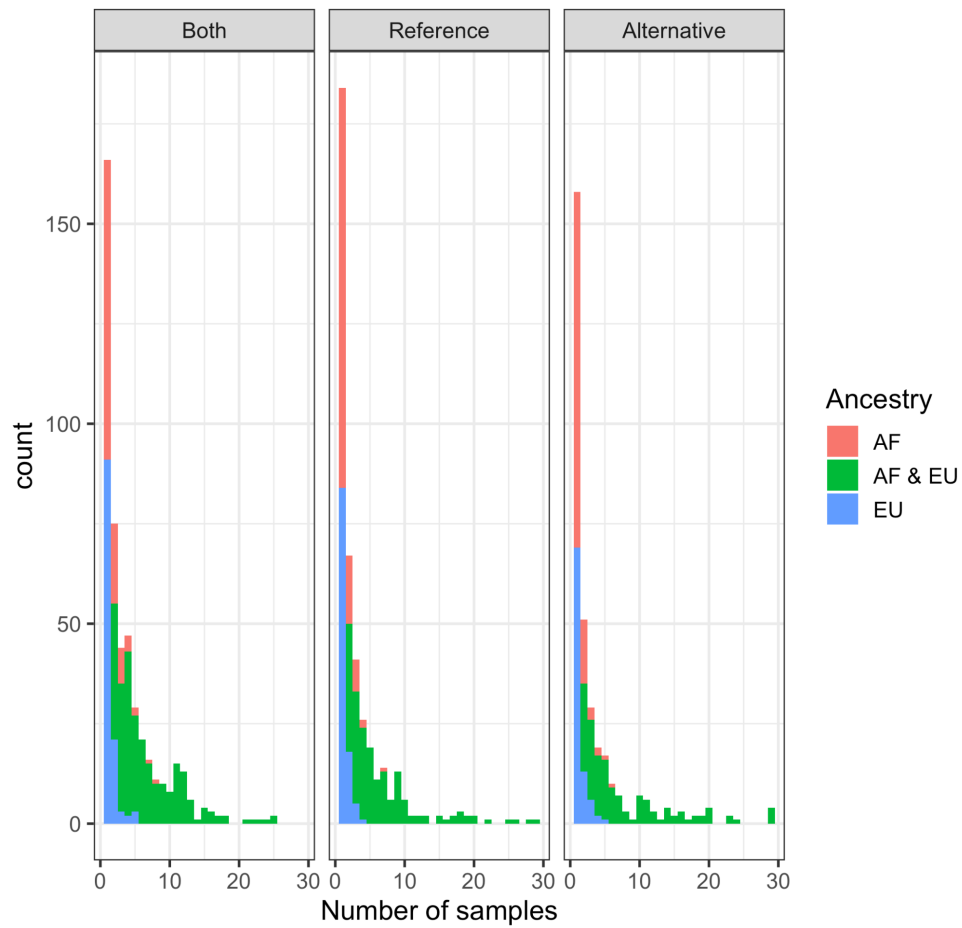 Both Reference Alternative
150
100
50
0
count
0 10 20 30 0 10 20 30 0 10 20 30
Number of samples
Ancestry
AF
AF & EU
EU